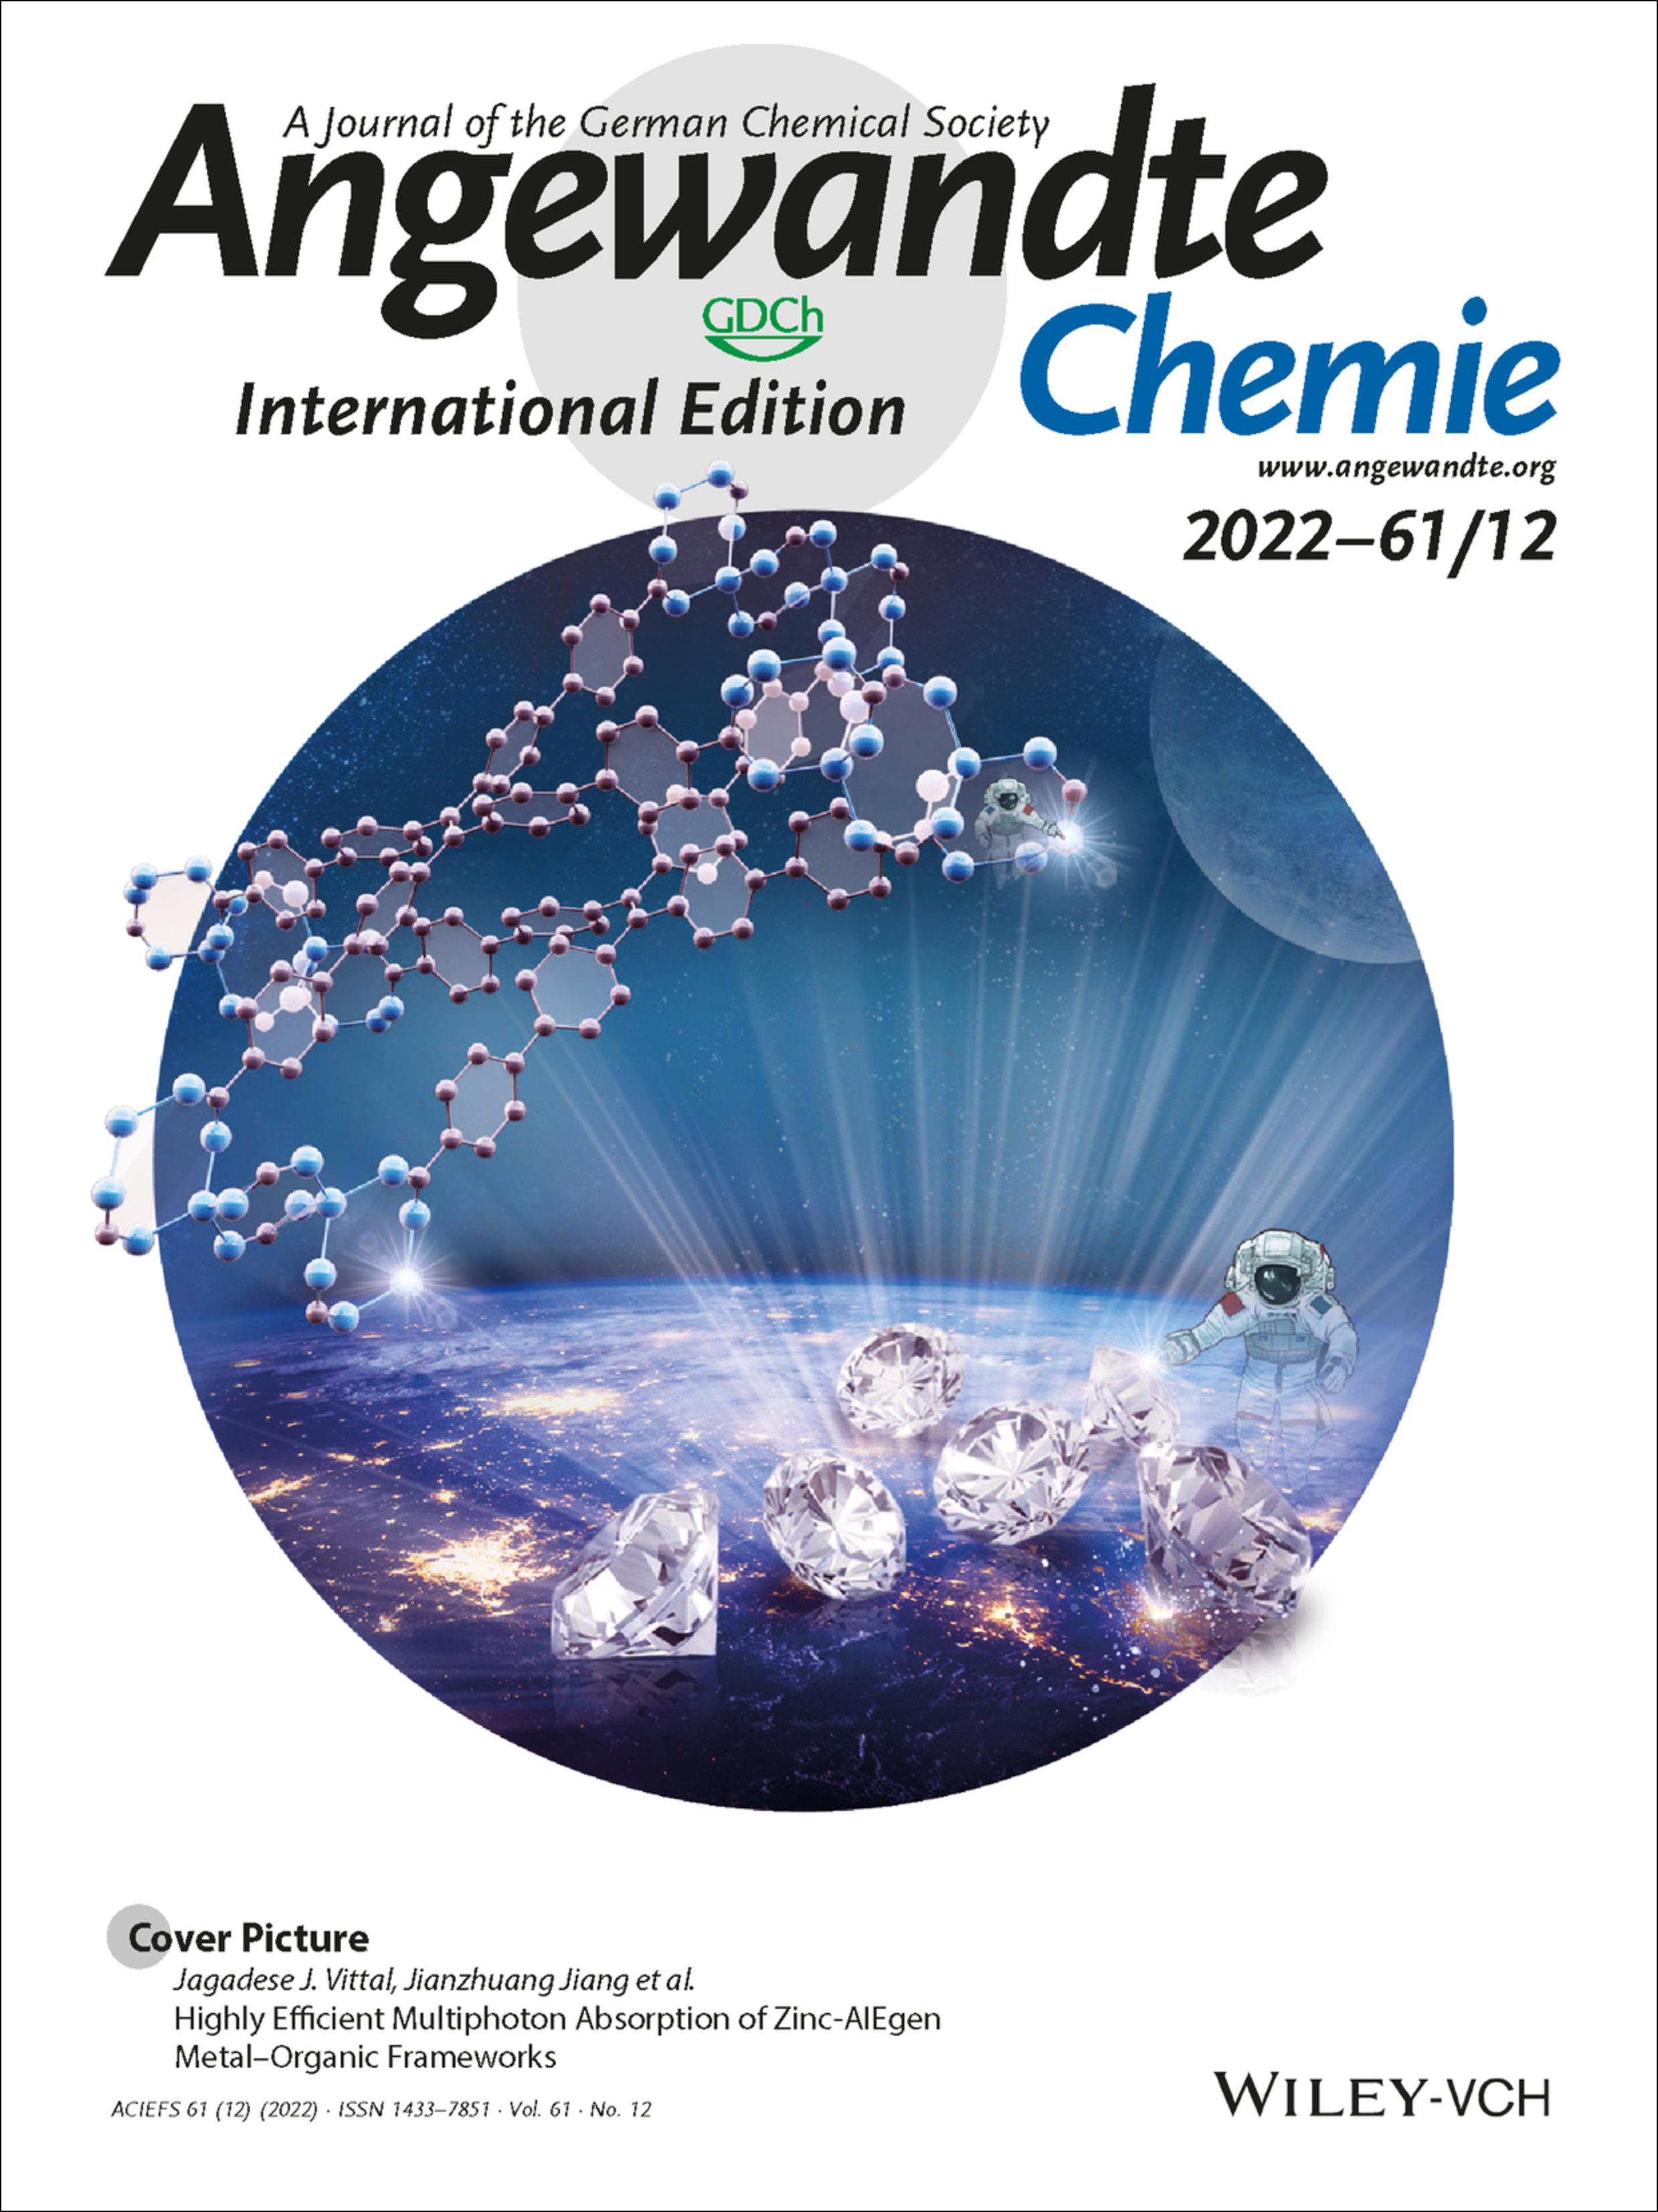 A Journal of the German Chemical Society
Angewandte
GDCh
Chemie
International Edition
www.angewandte.org
2022–61/12
Cover Picture
Jagadese J. Vittal, Jianzhuang Jiang et al.
Highly Efficient Multiphoton Absorption of Zinc-AIEgen
Metal–Organic Frameworks
ACIEFS 61 (12) (2022) · ISSN 1433–7851 · Vol. 61 · No. 12
WILEY-VCH